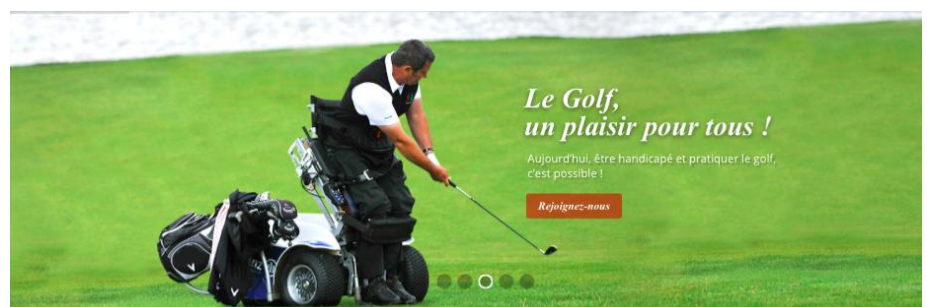 Le Golf,
un plaisir pour tous !
Aujourd'hui, être handicapé et pratiquer le golf,
c'est possible !
Rejoignez-nous